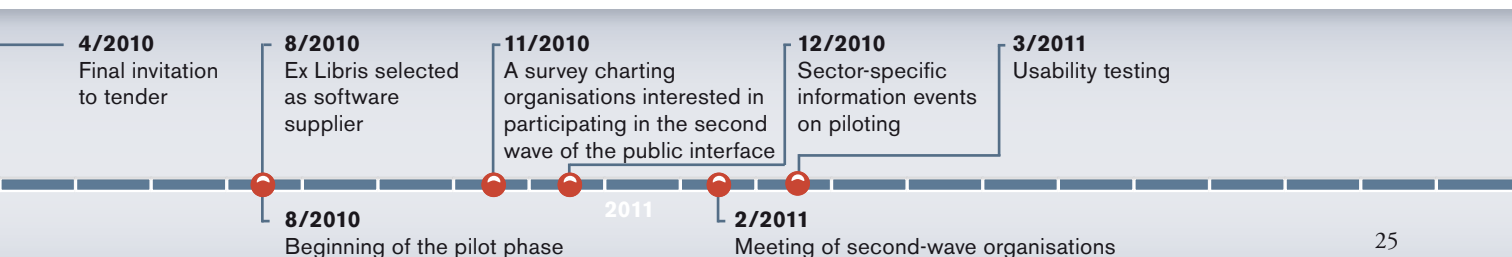 4/2010
Final invitation
to tender
8/2010
Ex Libris selected
as software
supplier
11/2010
A survey charting
organisations interested in
participating in the second
wave of the public interface
12/2010
Sector-specific
information events
on piloting
3/2011
Usability testing
2011
8/2010
Beginning of the pilot phase
2/2011
Meeting of second-wave organisations
25